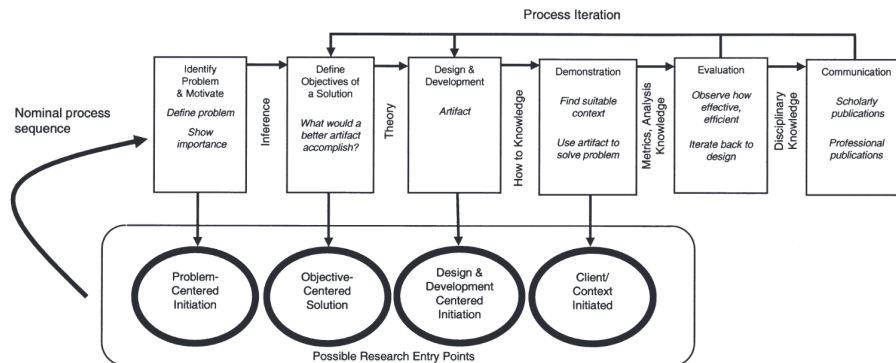 Process Iteration
Nominal process
sequence
Identify
Problem
& Motivate
Define problem
Show
importance
Inference
Define
Objectives of
a Solution
What would a
better artifact
accomplish?
Theory
Design &
Development
Artifact
How to Knowledge
Demonstration
Find suitable
context
Use artifact to
solve problem
Metrics, Analysis
Knowledge
Evaluation
Observe how
effective,
efficient
Iterate back to
design
Disciplinary
Knowledge
Communication
Scholarly
publications
Professional
publications
Problem-
Centered
Initiation
Objective-
Centered
Solution
Design &
Development
Centered
Initiation
Client/
Context
Initiated
Possible Research Entry Points